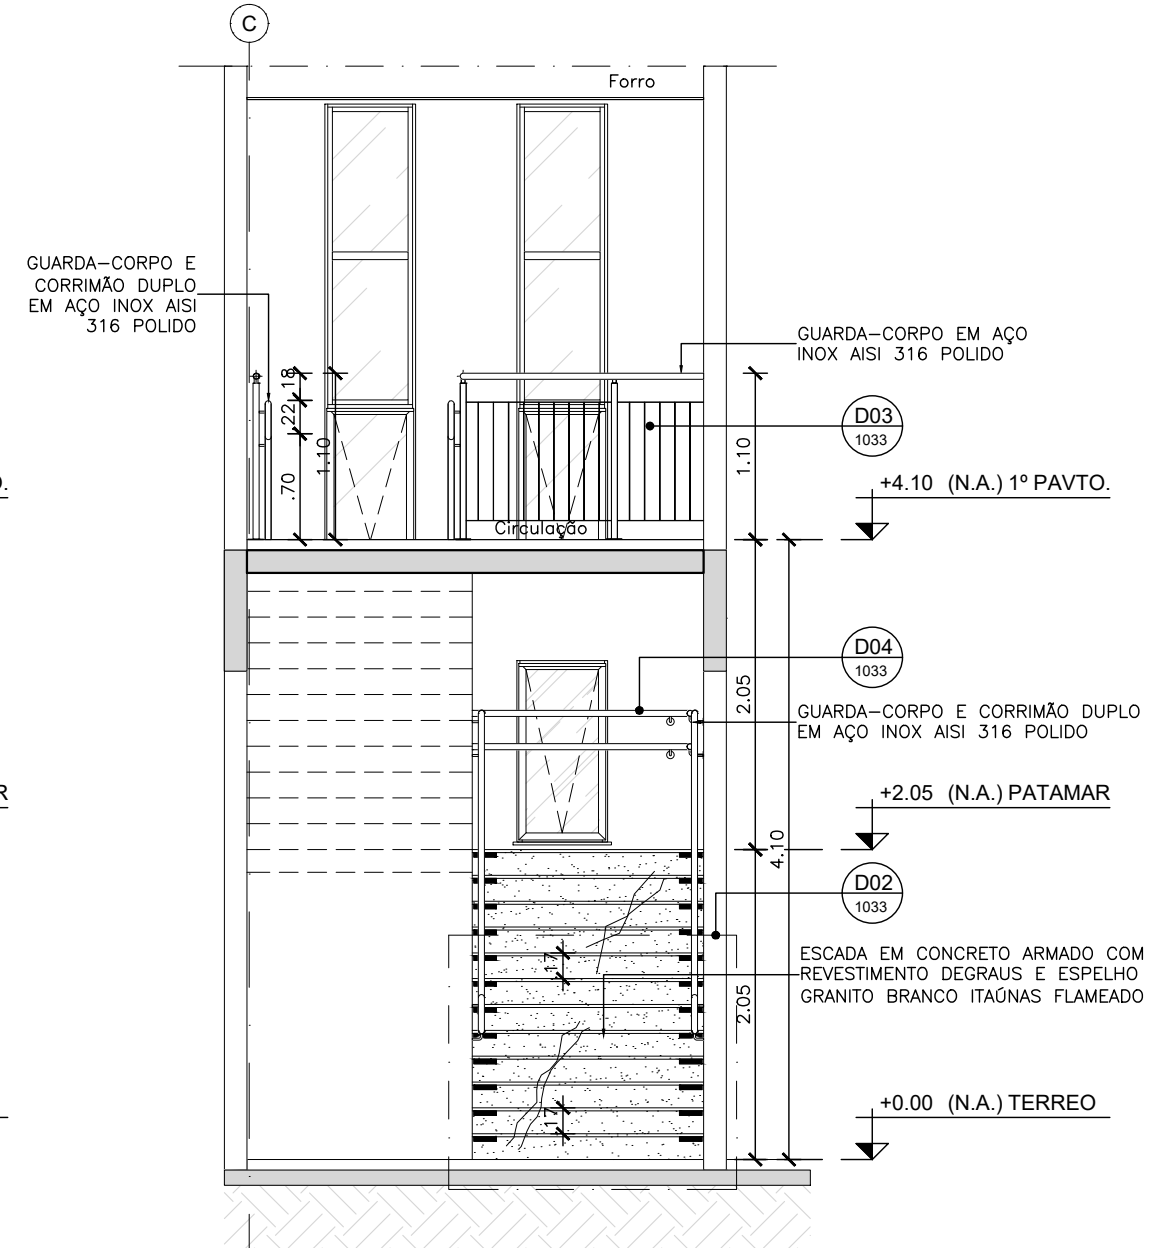 C
Forro
GUARDA-CORPO E
CORRIMÃO DUPLO
EM AÇO INOX AISI
316 POLIDO
GUARDA-CORPO EM AÇO
INOX AISI 316 POLIDO
.18
.22
.70
1.10
1.10
D03
1033
O.
+4.10 (N.A.) 1º PAVTO.
Circulação
D04
1033
2.05
GUARDA-CORPO E CORRIMÃO DUPLO
EM AÇO INOX AISI 316 POLIDO
R
+2.05 (N.A.) PATAMAR
4.10
D02
1033
.17
ESCADA EM CONCRETO ARMADO COM
REVESTIMENTO DEGRAUS E ESPELHO
GRANITO BRANCO ITAÚNAS FLAMEADO
2.05
.17
+0.00 (N.A.) TERREO